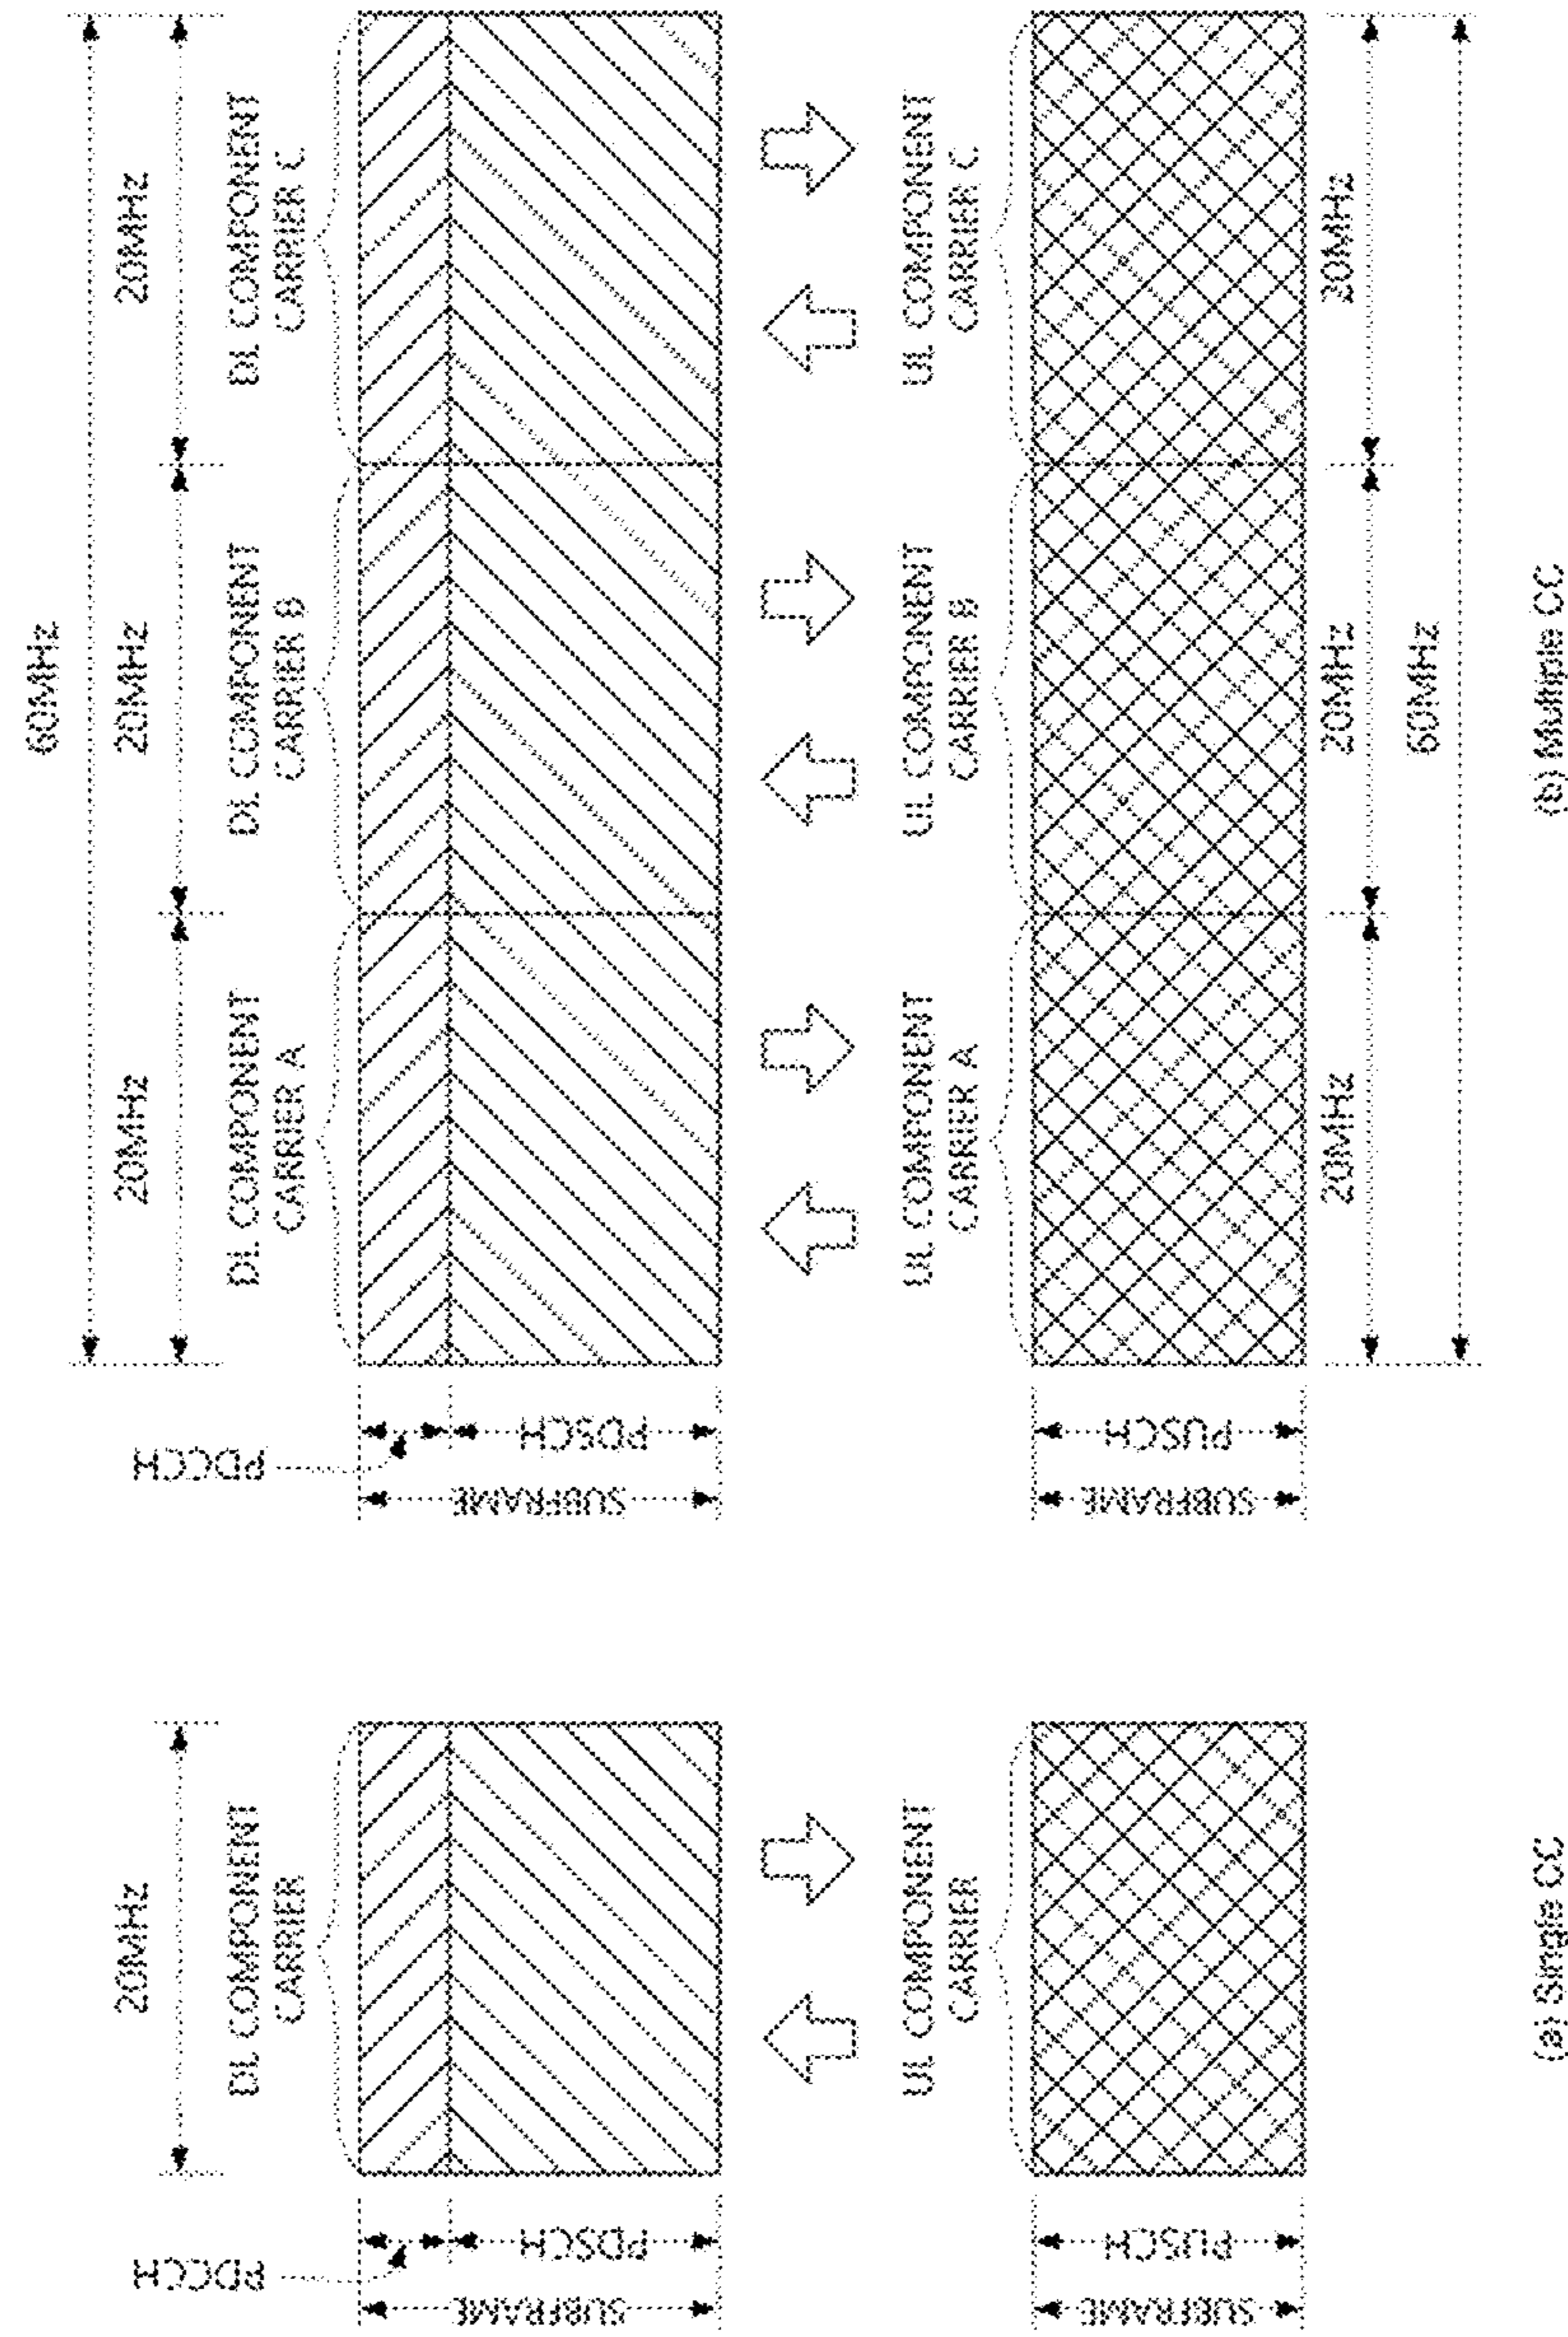 20MHz
DL COMPONENT
CARRIER
PDCCH
PDSCH
SUBFRAME
UL COMPONENT
CARRIER
PUSCH
SUBFRAME
(a) Single CC
60MHz
20MHz
20MHz
20MHz
DL COMPONENT
CARRIER A
DL COMPONENT
CARRIER B
DL COMPONENT
CARRIER C
PDCCH
PDSCH
SUBFRAME
UL COMPONENT
CARRIER A
UL COMPONENT
CARRIER B
UL COMPONENT
CARRIER C
PUSCH
SUBFRAME
20MHz
20MHz
20MHz
60MHz
(b) Multiple CC